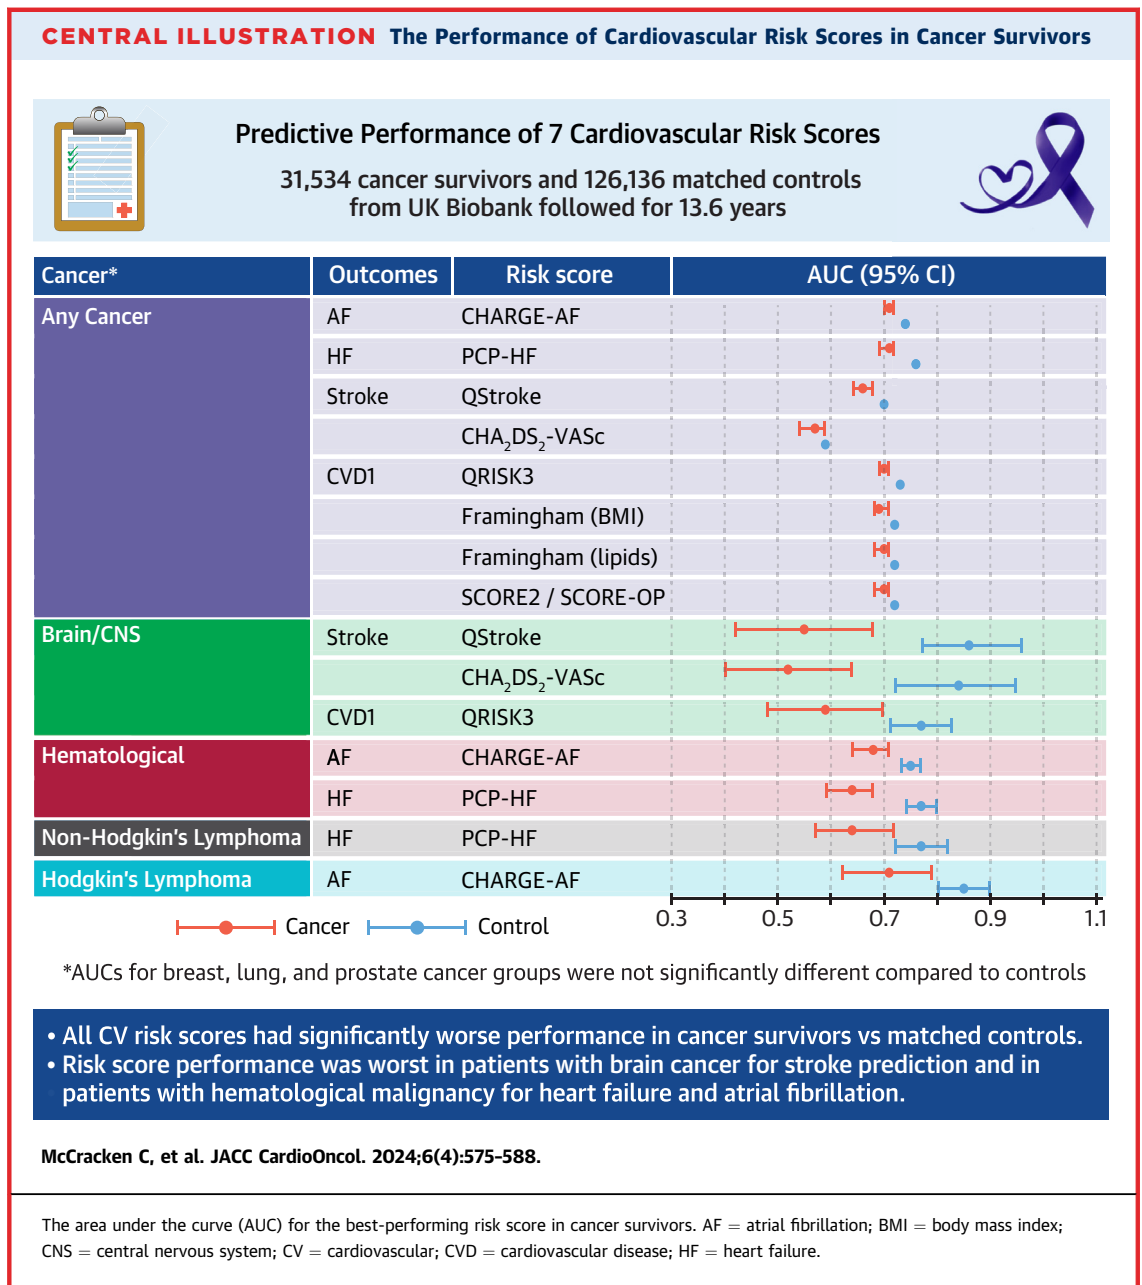 CENTRAL ILLUSTRATION The Performance of Cardiovascular Risk Scores in Cancer Survivors
Predictive Performance of 7 Cardiovascular Risk Scores
31,534 cancer survivors and 126,136 matched controls
from UK Biobank followed for 13.6 years
Cancer* Outcomes Risk score AUC (95% CI)
Any Cancer AF CHARGE-AF
HF PCP-HF
Stroke QStroke
CHA2DS2-VASc
CVD1 QRISK3
Framingham (BMI)
Framingham (lipids)
SCORE2 / SCORE-OP
Brain/CNS Stroke QStroke
CHA2DS2-VASc
CVD1 QRISK3
Hematological AF CHARGE-AF
HF PCP-HF
Non-Hodgkin's Lymphoma HF PCP-HF
Hodgkin's Lymphoma AF CHARGE-AF
0.3 0.5 0.7 0.9 1.1
Cancer Control
*AUCs for breast, lung, and prostate cancer groups were not significantly different compared to controls
• All CV risk scores had significantly worse performance in cancer survivors vs matched controls.
• Risk score performance was worst in patients with brain cancer for stroke prediction and in
patients with hematological malignancy for heart failure and atrial fibrillation.
McCracken C, et al. JACC CardioOncol. 2024;6(4):575–588.
The area under the curve (AUC) for the best-performing risk score in cancer survivors. AF = atrial fibrillation; BMI = body mass index;
CNS = central nervous system; CV = cardiovascular; CVD = cardiovascular disease; HF = heart failure.